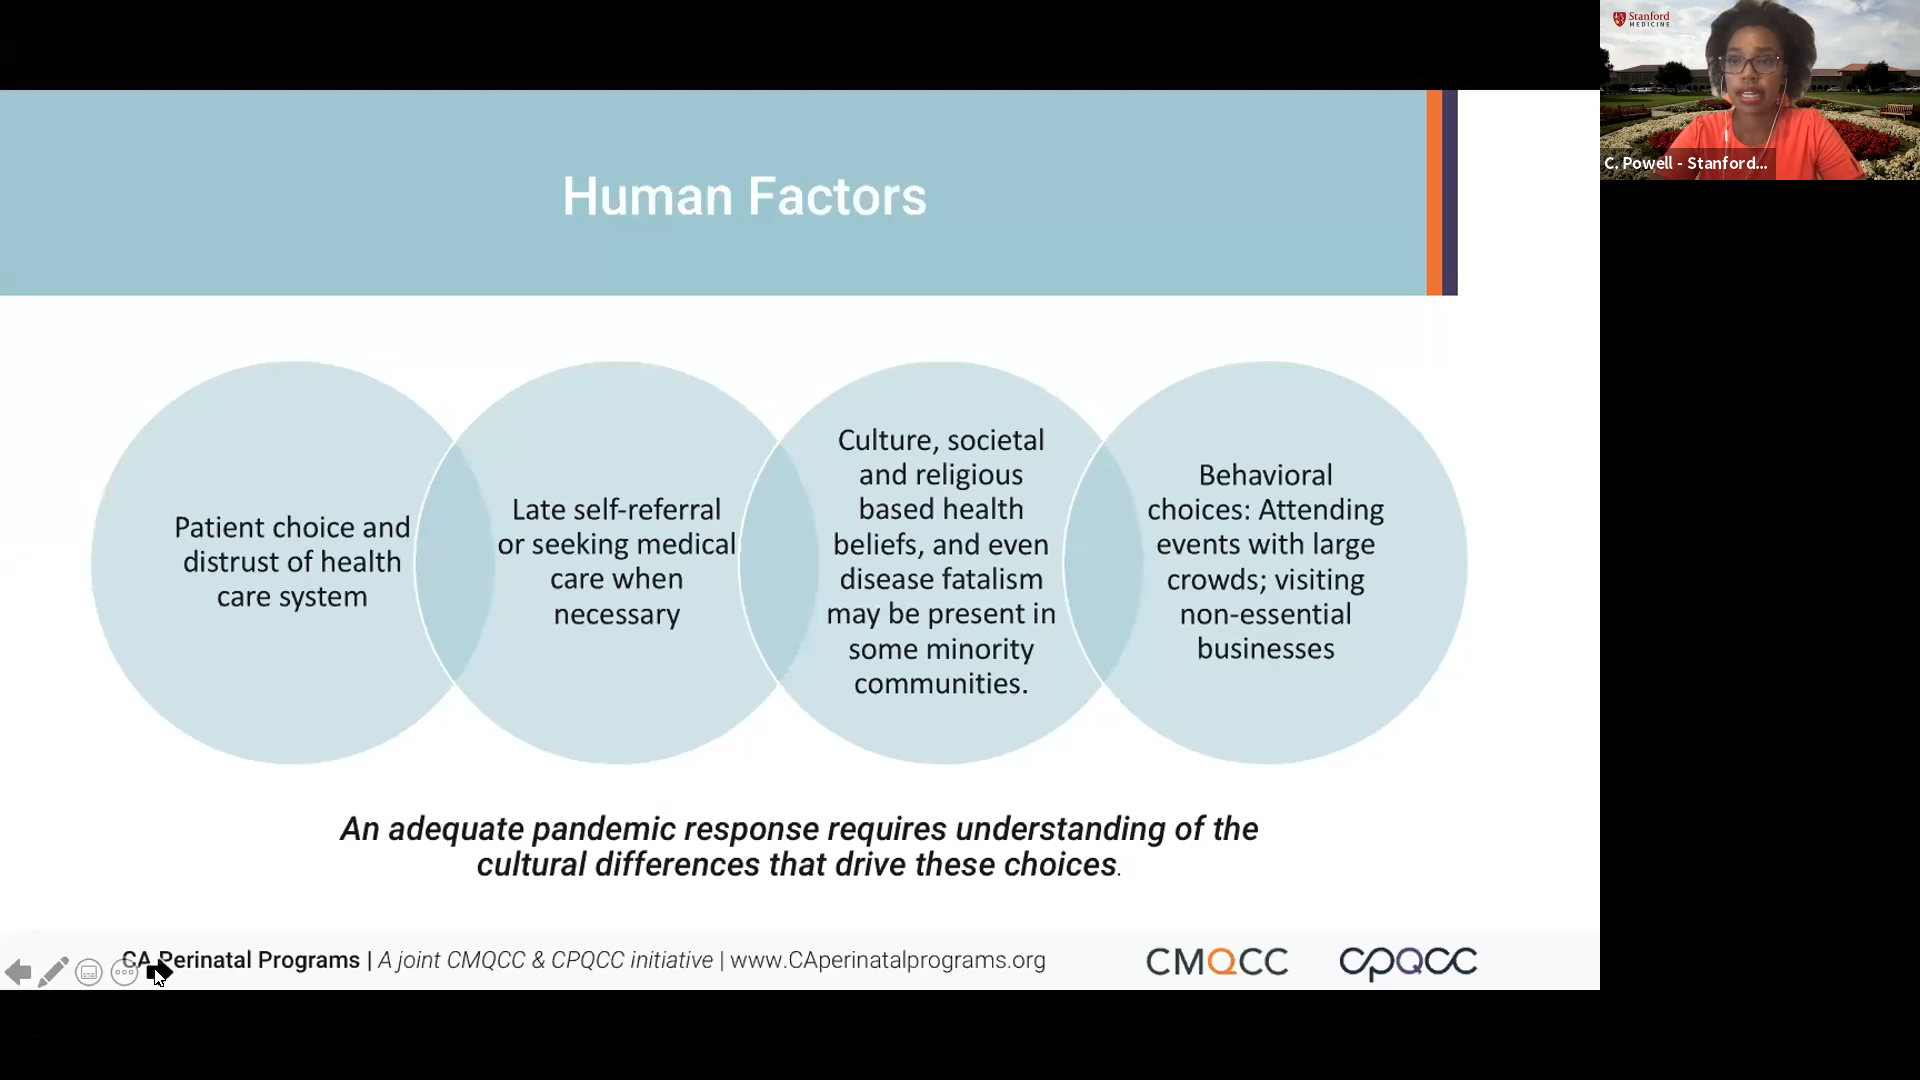 Stanford
MEDICINE
C. Powell - Stanford...
Human Factors
Patient choice and
distrust of health
care system
Late self-referral
or seeking medical
care when
necessary
Culture, societal
and religious
based health
beliefs, and even
disease fatalism
may be present in
some minority
communities.
Behavioral
choices: Attending
events with large
crowds; visiting
non-essential
businesses
An adequate pandemic response requires understanding of the
cultural differences that drive these choices.
CA Perinatal Programs | A joint CMQCC & CPQCC initiative | www.CAperinatalprograms.org
CMQCC
CPQCC